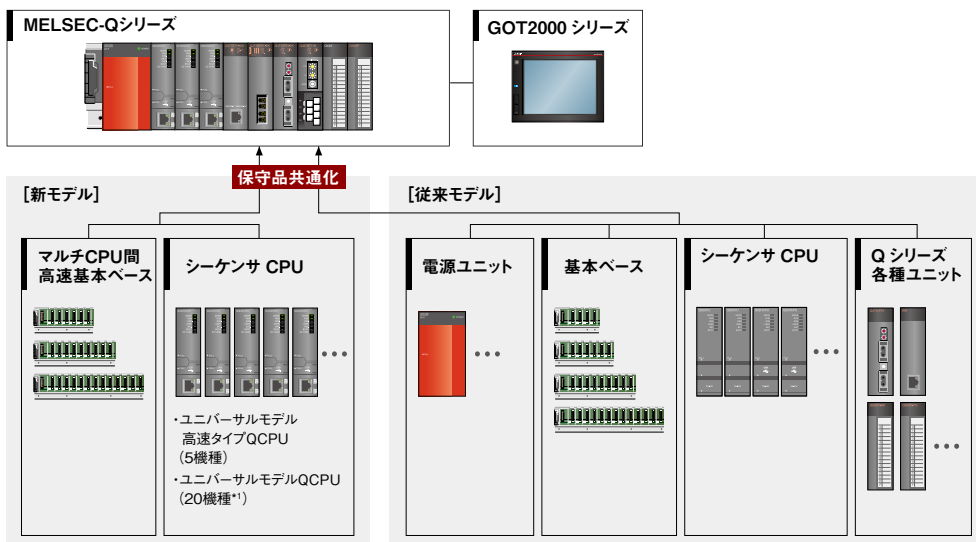 MELSEC-Qシリーズ
GOT2000 シリーズ
保守品共通化
[新モデル]
マルチCPU間
高速基本ベース
シーケンサ CPU
・ユニバーサルモデル
高速タイプQCPU
(5機種)
・ユニバーサルモデルQCPU
(20機種*1)
[従来モデル]
電源ユニット
基本ベース
シーケンサ CPU
Q シリーズ
各種ユニット